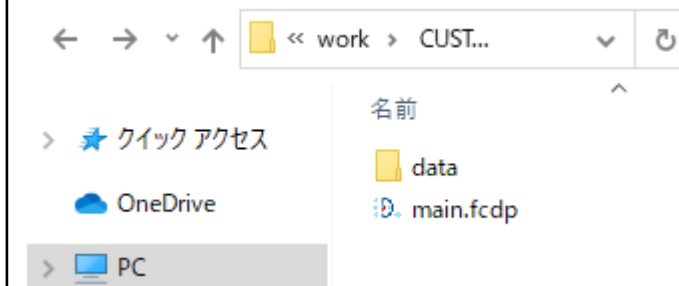 « work › CUST...
名前
クイック アクセス
data
OneDrive
main.fcdp
PC